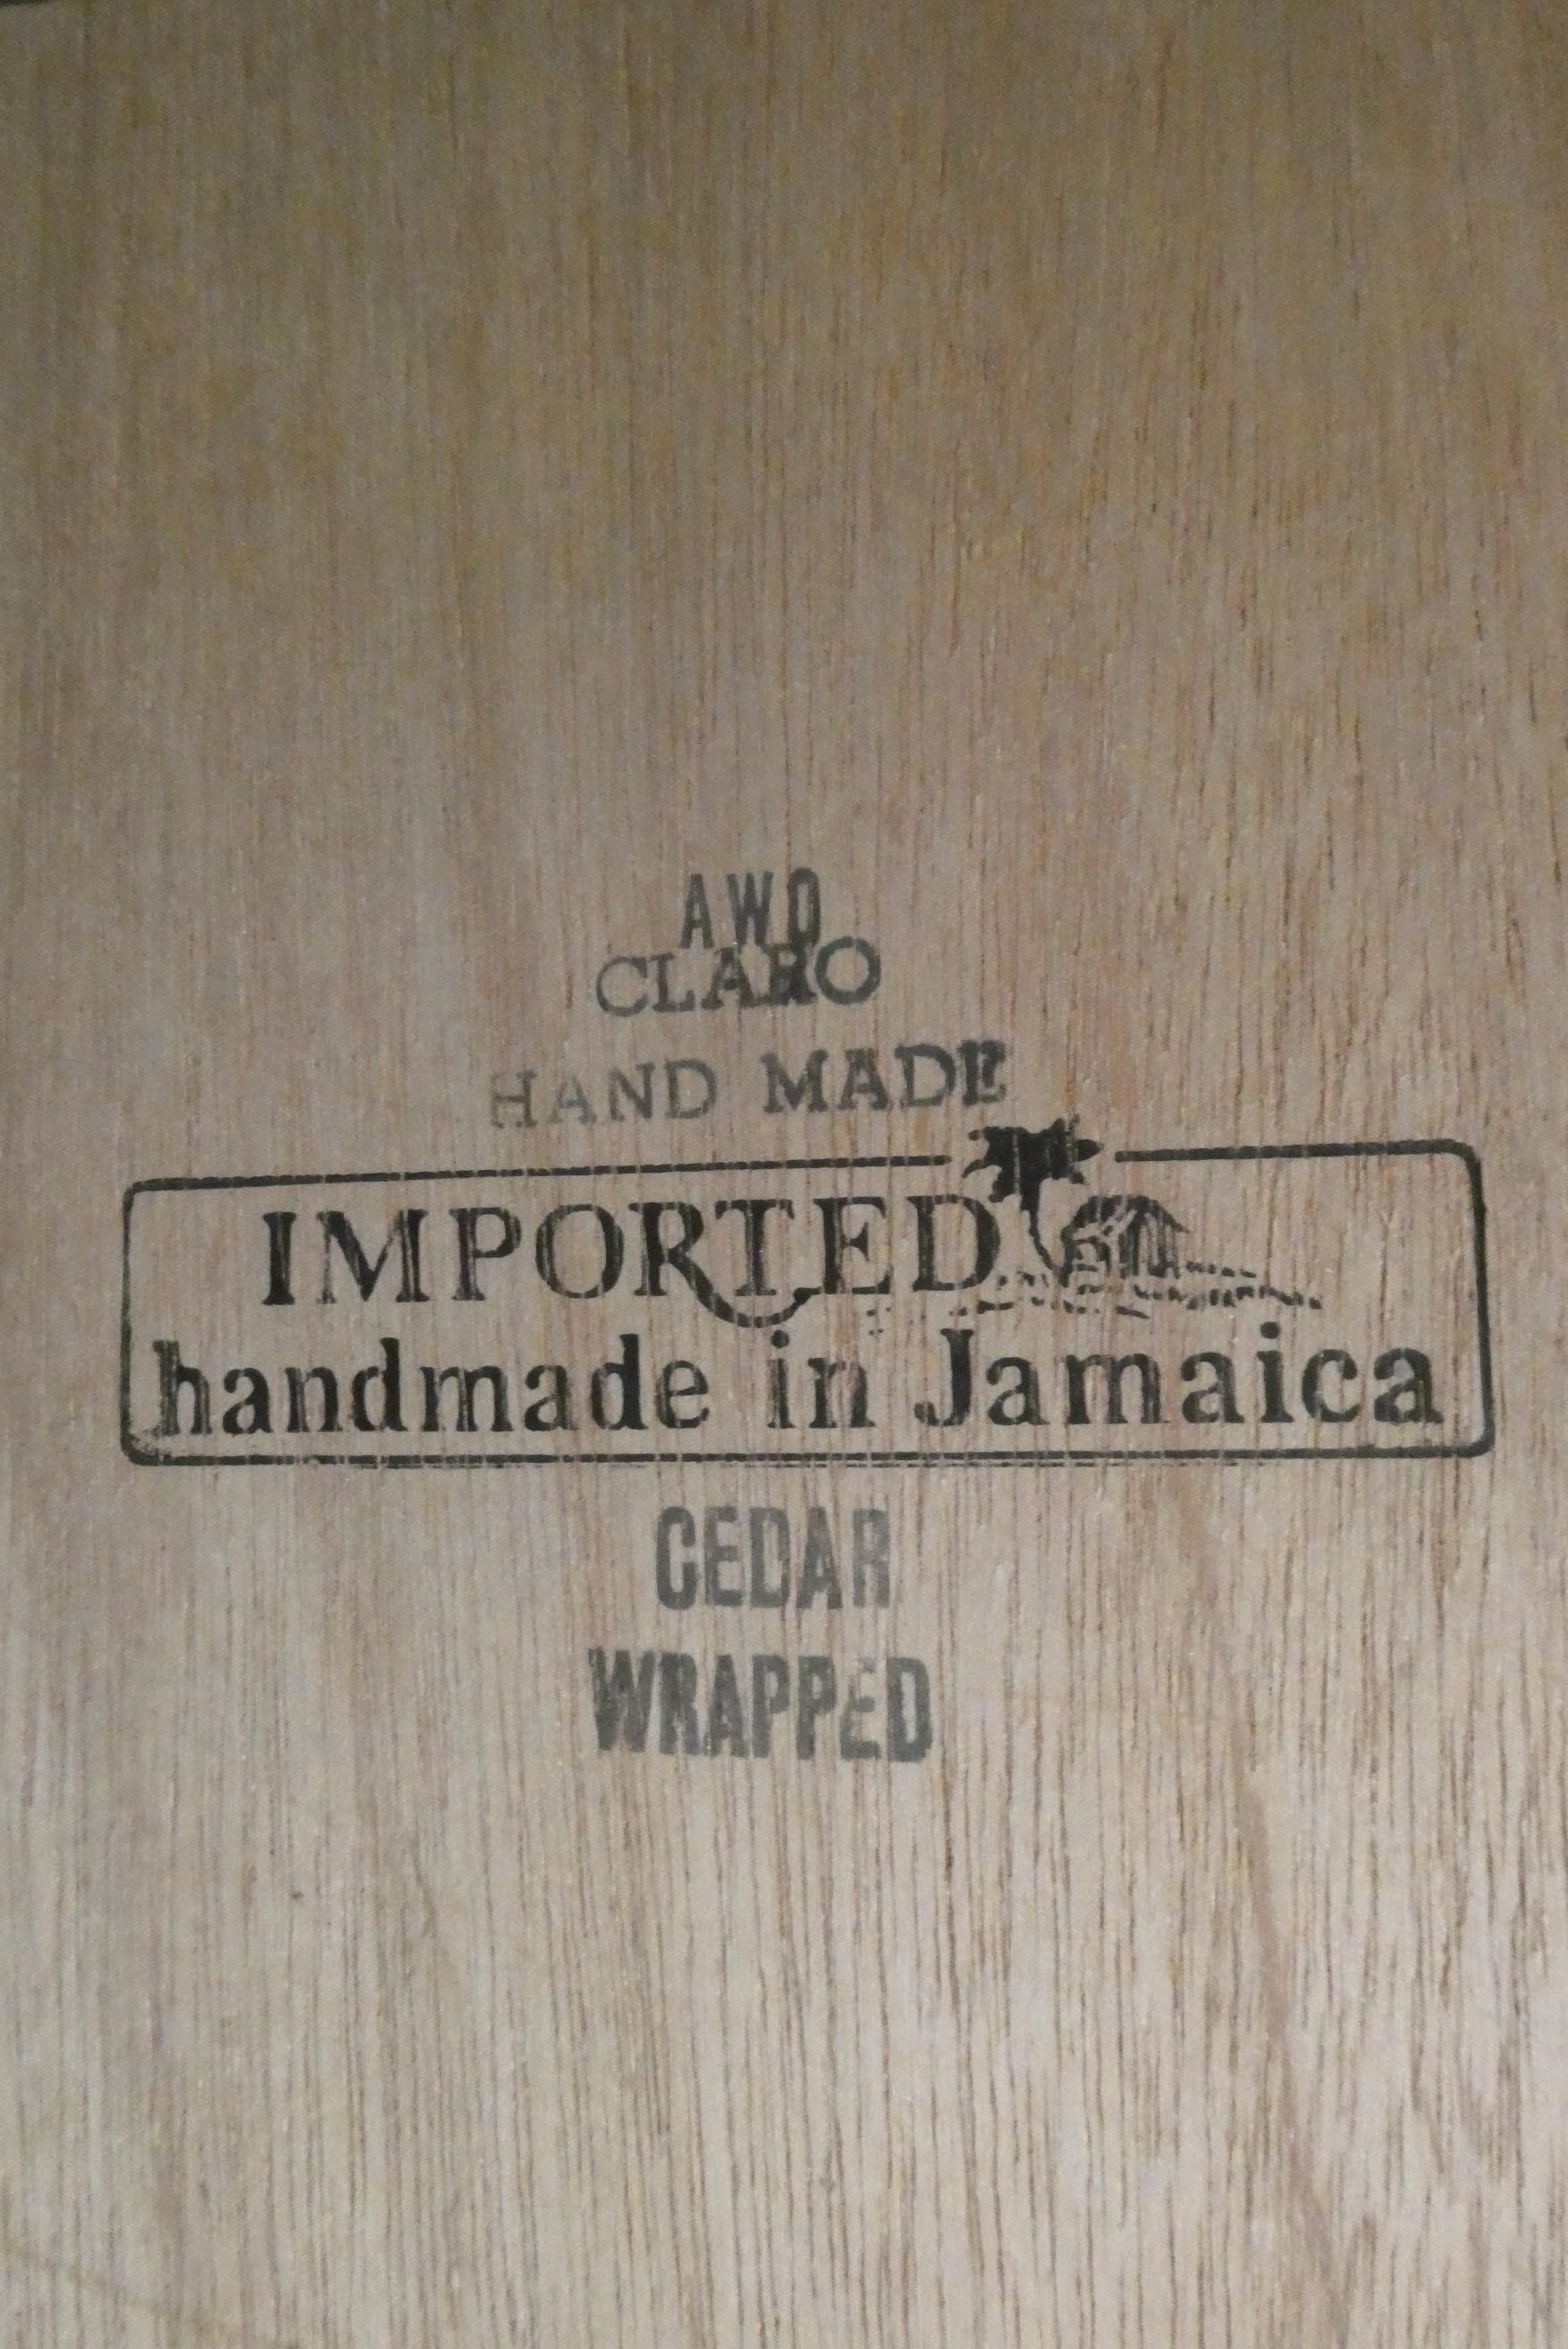 AWO
CLARO
HAND MADE
IMPORTED
handmade in Jamaica
CEDAR
WRAPPED